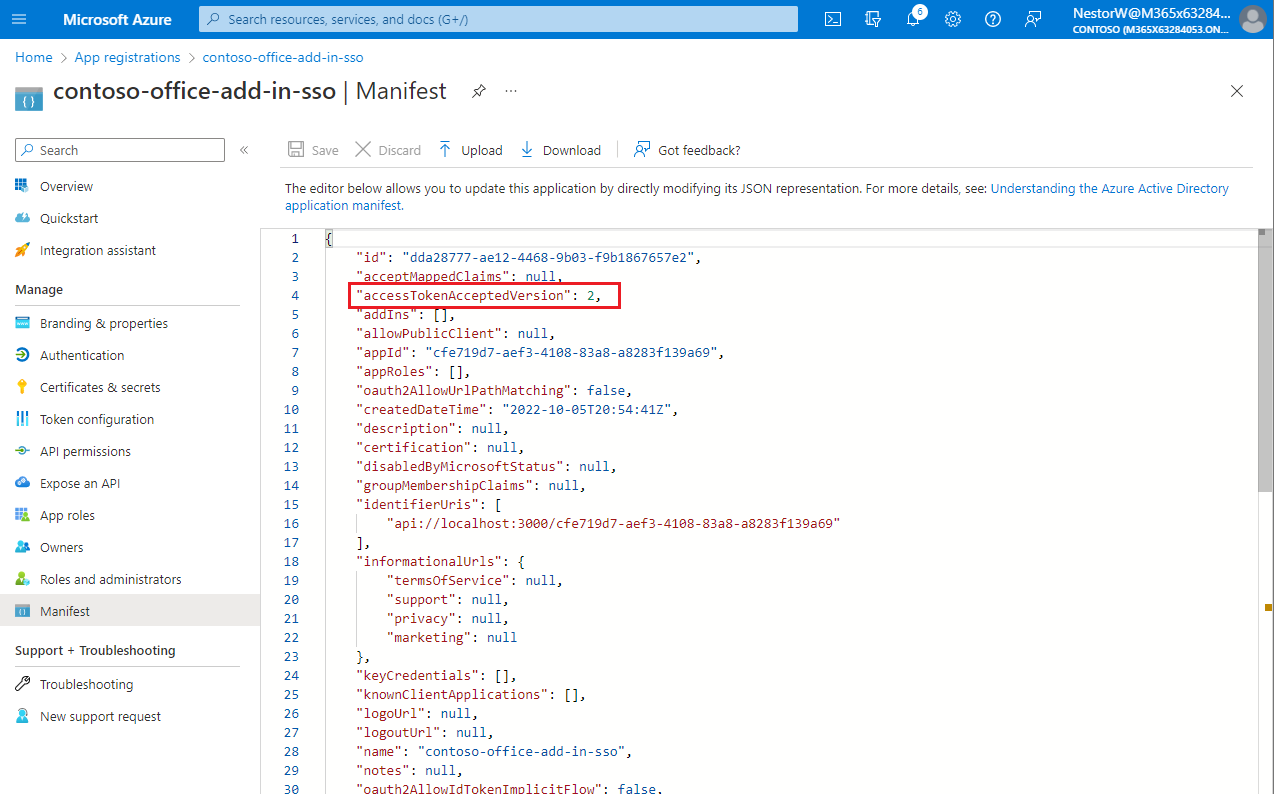 Microsoft Azure
Search resources, services, and docs (G+/)
6
NestorW@M365x63284...
CONTOSO (M365X63284053.ON...
Home > App registrations > contoso-office-add-in-sso
contoso-office-add-in-sso | Manifest
Search
«
Save
Discard
Upload
Download
Got feedback?
Overview
Quickstart
Integration assistant
Manage
Branding & properties
Authentication
Certificates & secrets
Token configuration
API permissions
Expose an API
App roles
Owners
Roles and administrators
Manifest
Support + Troubleshooting
Troubleshooting
New support request
The editor below allows you to update this application by directly modifying its JSON representation. For more details, see: Understanding the Azure Active Directory
application manifest.
1 {
2 "id": "dda28777-ae12-4468-9b03-f9b1867657e2",
3 "acceptMappedClaims": null,
4 "accessTokenAcceptedVersion": 2,
5 "addIns": [],
6 "allowPublicClient": null,
7 "appId": "cfe719d7-aef3-4108-83a8-a8283f139a69",
8 "appRoles": [],
9 "oauth2AllowUrlPathMatching": false,
10 "createdDateTime": "2022-10-05T20:54:41Z",
11 "description": null,
12 "certification": null,
13 "disabledByMicrosoftStatus": null,
14 "groupMembershipClaims": null,
15 "identifierUris": [
16 "api://localhost:3000/cfe719d7-aef3-4108-83a8-a8283f139a69"
17 ],
18 "informationalUrls": {
19 "termsOfService": null,
20 "support": null,
21 "privacy": null,
22 "marketing": null
23 },
24 "keyCredentials": [],
25 "knownClientApplications": [],
26 "logoUrl": null,
27 "logoutUrl": null,
28 "name": "contoso-office-add-in-sso",
29 "notes": null,
30 "oauth2AllowIdTokenImplicitFlow": false,